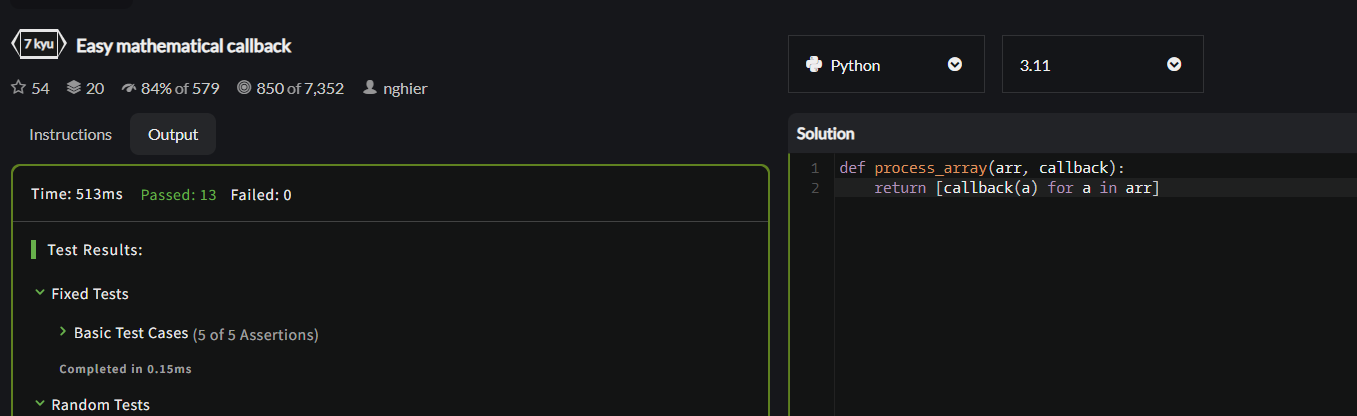 7 kyu Easy mathematical callback
54 20 84% of 579 850 of 7,352 nghier
Instructions Output
Time: 513ms Passed: 13 Failed: 0
Test Results:
Fixed Tests
Basic Test Cases (5 of 5 Assertions)
Completed in 0.15ms
Random Tests
Python 3.11
Solution
1 def process_array(arr, callback):
2     return [callback(a) for a in arr]